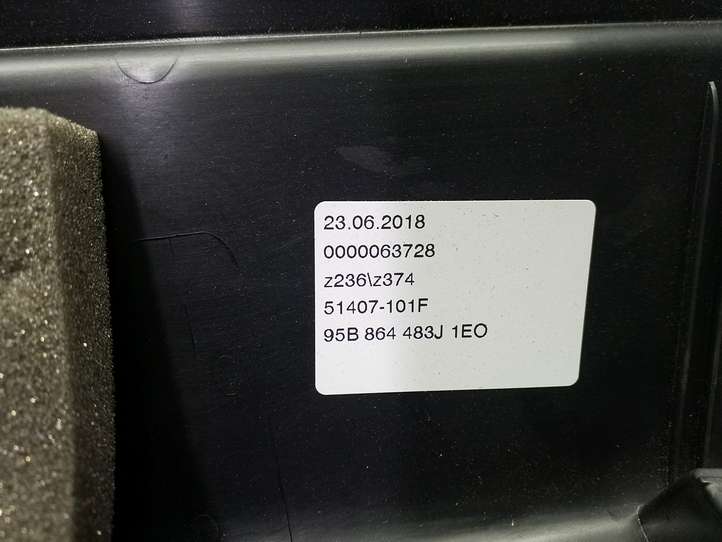 23.06.2018
0000063728
z236\z374
51407-101F
95B 864 483J 1EO